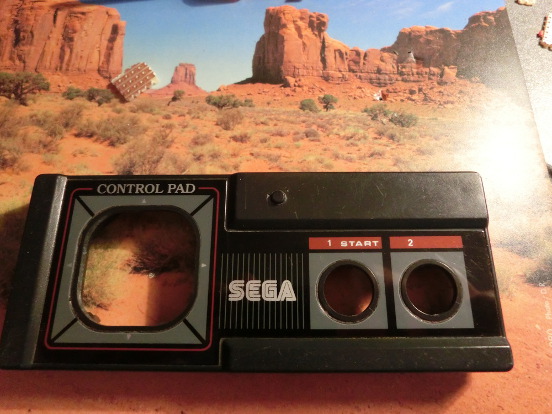 CONTROL PAD
1 START 2
SEGA